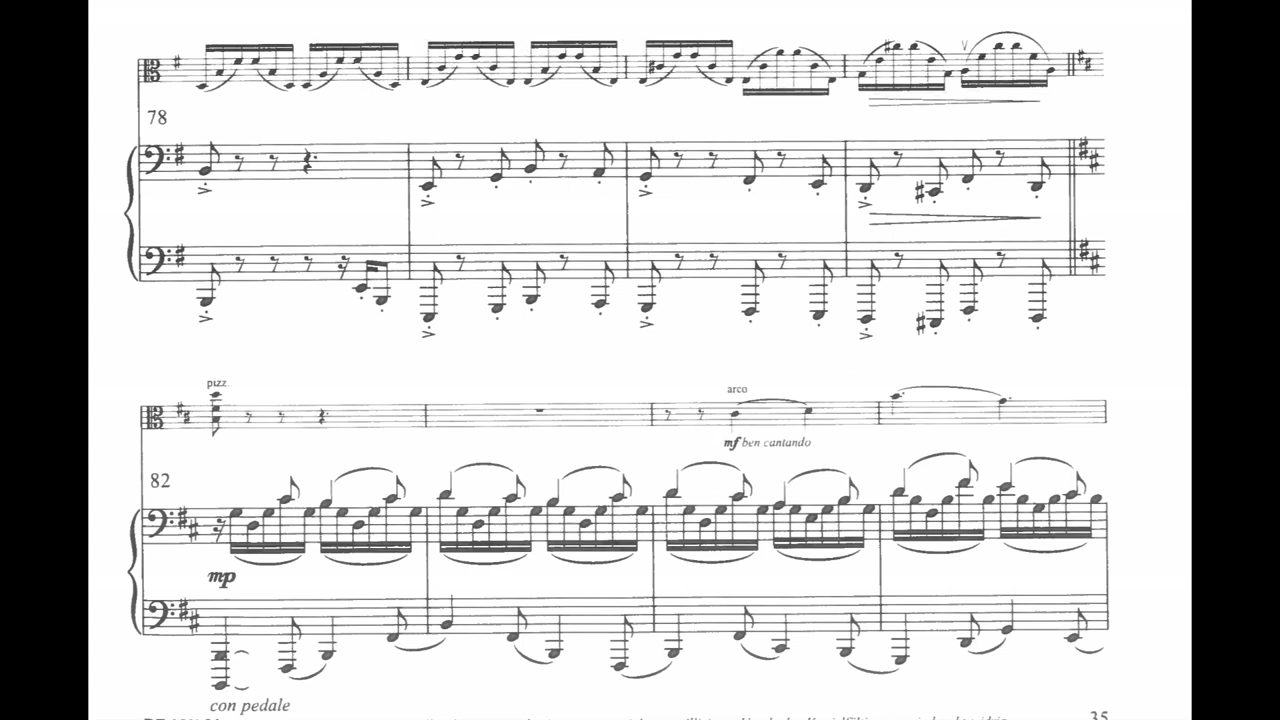 78
pizz.
arco
mf ben cantando
82
mp
con pedale
35